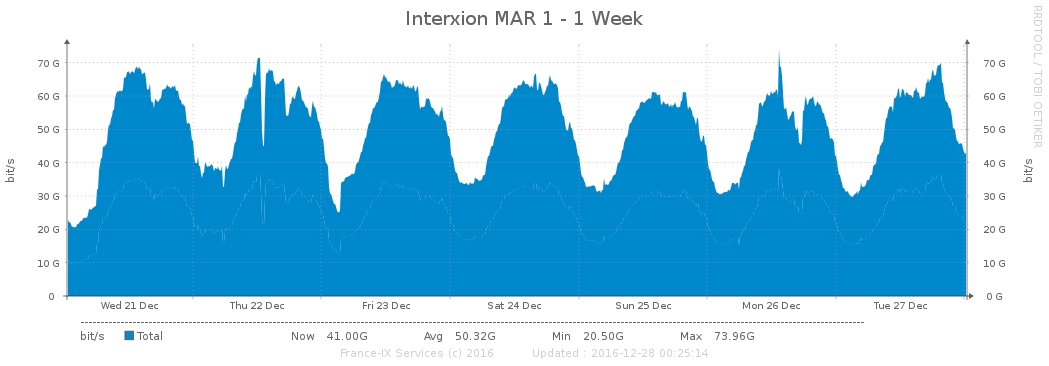 Interxion MAR 1 - 1 Week
RRDTOOL / TOBI OETIKER
bit/s
70 G 70 G
60 G 60 G
50 G 50 G
40 G 40 G
30 G 30 G
20 G 20 G
10 G 10 G
0 0 G
bit/s
Wed 21 Dec Thu 22 Dec Fri 23 Dec Sat 24 Dec Sun 25 Dec Mon 26 Dec Tue 27 Dec
bit/s Total Now 41.00G Avg 50.32G Min 20.50G Max 73.96G
France-IX Services (c) 2016 Updated : 2016-12-28 00:25:14